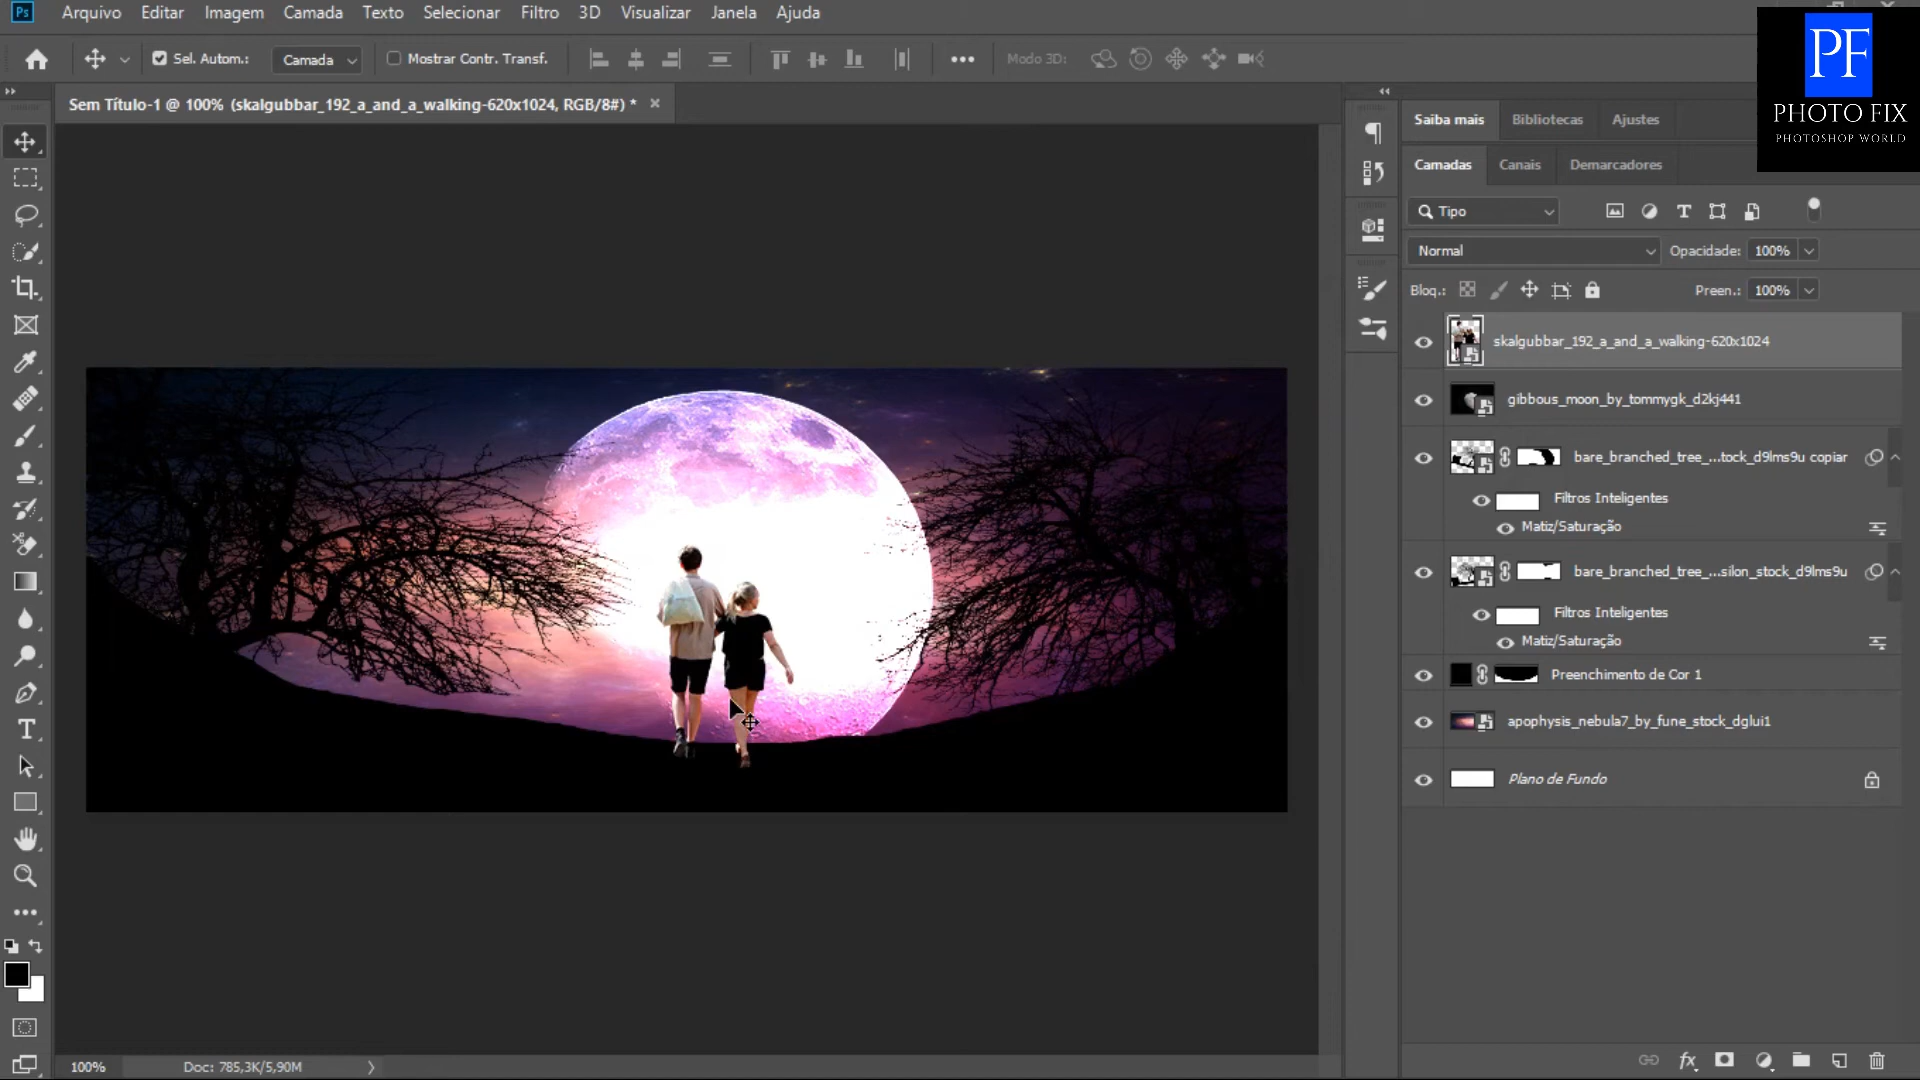 Ps Arquivo Editar Imagem Camada Texto Selecionar Filtro 3D Visualizar Janela Ajuda
Sel. Autom.: Camada Mostrar Contr. Transf. Modo 3D:
PF
PHOTO FIX
PHOTOSHOP WORLD
Sem Título-1 @ 100% (skalgubbar_192_a_and_a_walking-620x1024, RGB/8#) *
Saiba mais Bibliotecas Ajustes
Camadas Canais Demarcadores
Tipo
Normal Opacidade: 100%
Bloq.: Preen.: 100%
skalgubbar_192_a_and_a_walking-620x1024
gibbous_moon_by_tommygk_d2kj441
bare_branched_tree_...tock_d9lms9u copiar
Filtros Inteligentes
Matiz/Saturação
bare_branched_tree_...silon_stock_d9lms9u
Filtros Inteligentes
Matiz/Saturação
Preenchimento de Cor 1
apophysis_nebula7_by_fune_stock_dglui1
Plano de Fundo
100% Doc: 785,3K/5,90M
fx